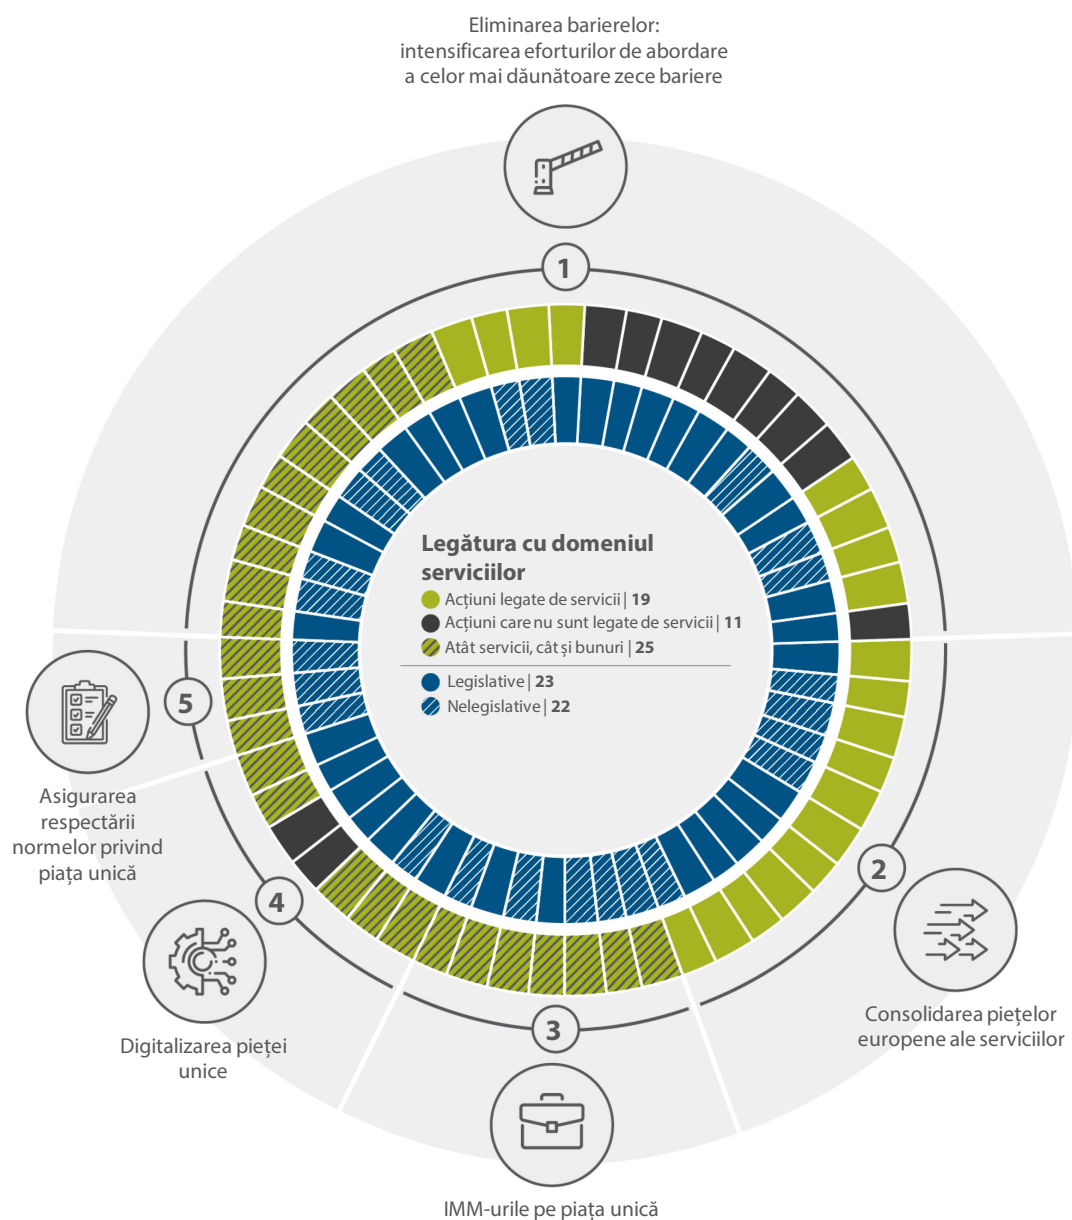 Eliminarea barierelor:
intensificarea eforturilor de abordare
a celor mai dăunătoare zece bariere
1
Legătura cu domeniul
serviciilor
Acțiuni legate de servicii | 19
Acțiuni care nu sunt legate de servicii | 11
Atât servicii, cât și bunuri | 25
Legislative | 23
Nelegislative | 22
5
Asigurarea
respectării
normelor privind
piața unică
2
Consolidarea piețelor
europene ale serviciilor
4
Digitalizarea pieței
unice
3
IMM-urile pe piața unică